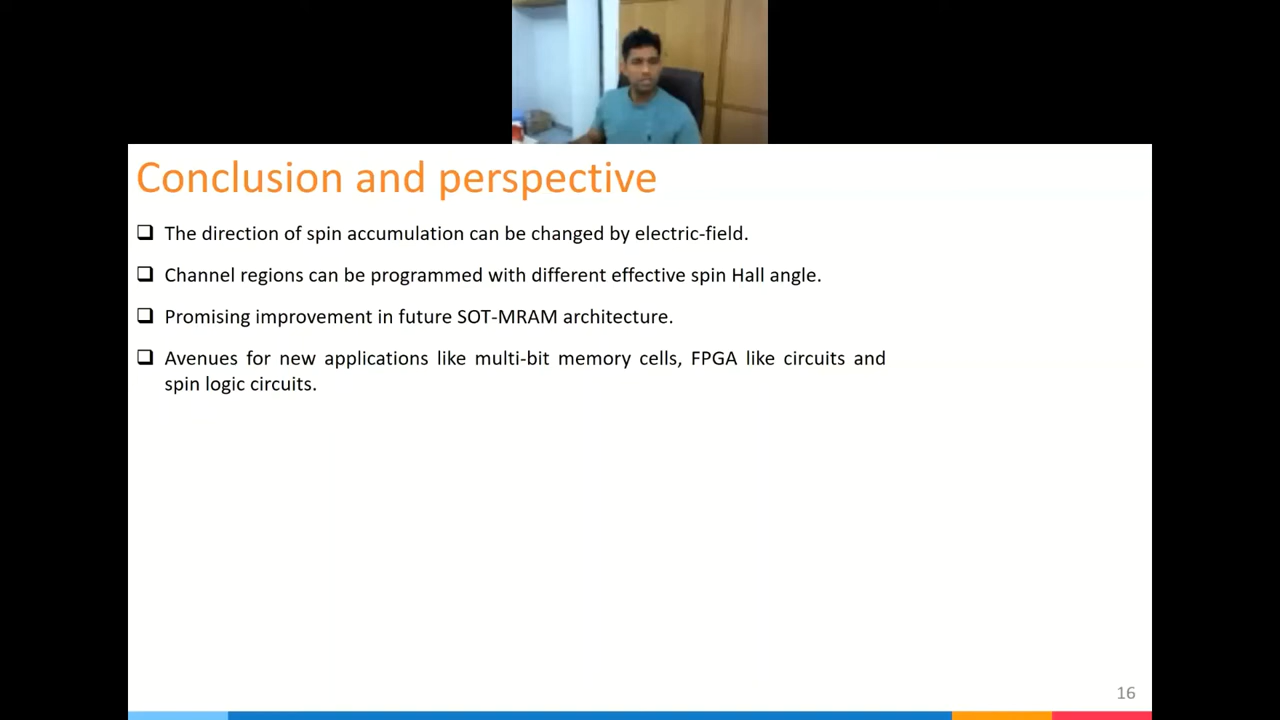 Conclusion and perspective
❑ The direction of spin accumulation can be changed by electric-field.
❑ Channel regions can be programmed with different effective spin Hall angle.
❑ Promising improvement in future SOT-MRAM architecture.
❑ Avenues for new applications like multi-bit memory cells, FPGA like circuits and
spin logic circuits.
16